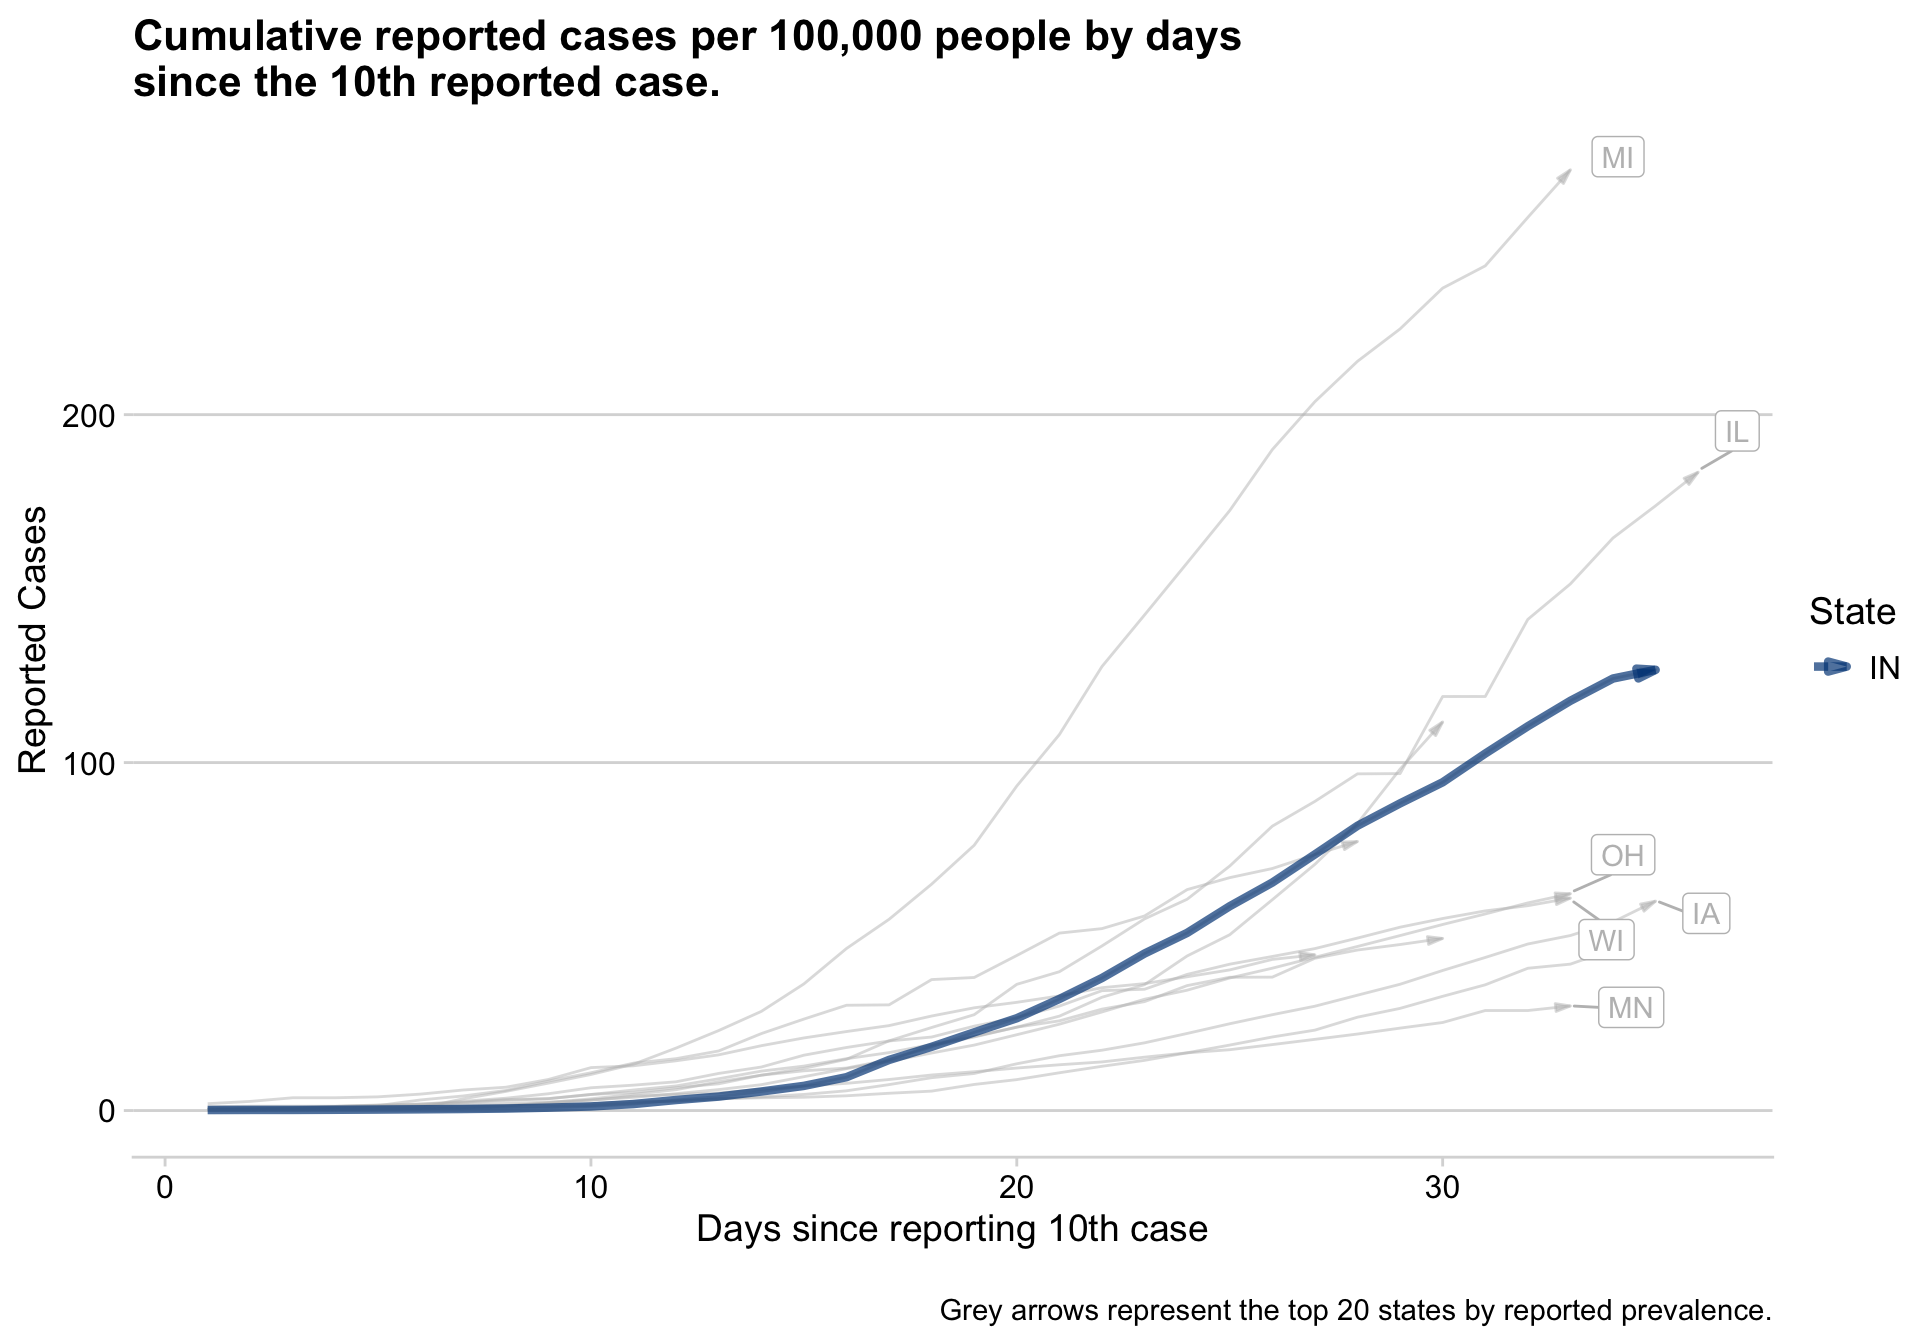 Cumulative reported cases per 100,000 people by days
since the 10th reported case.
MI
200
IL
Reported Cases
State
IN
100
OH
IA
WI
MN
0
0 10 20 30
Days since reporting 10th case
Grey arrows represent the top 20 states by reported prevalence.